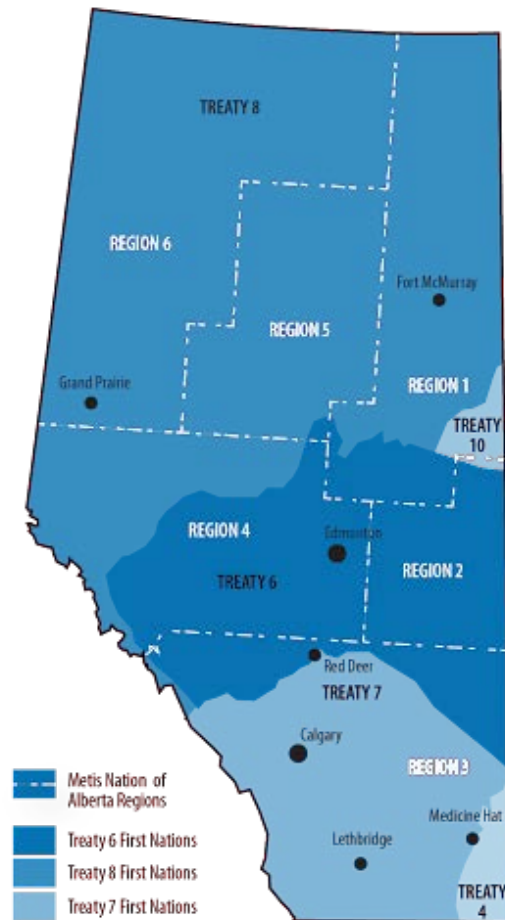 TREATY 8
REGION 6
Fort McMurray
REGION 5
Grand Prairie
REGION 1
TREATY
10
REGION 4
Edmonton
REGION 2
TREATY 6
Red Deer
TREATY 7
Calgary
REGION 3
Metis Nation of
Alberta Regions
Medicine Hat
Treaty 6 First Nations
Lethbridge
Treaty 8 First Nations
TREATY
4
Treaty 7 First Nations